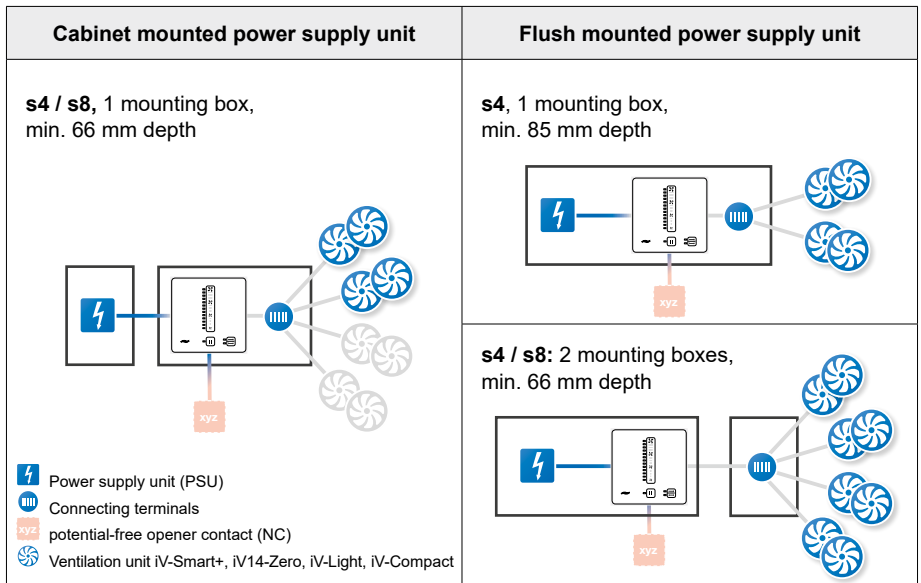 Cabinet mounted power supply unit
Flush mounted power supply unit
s4 / s8, 1 mounting box,
min. 66 mm depth
xyz
s4, 1 mounting box,
min. 85 mm depth
xyz
s4 / s8: 2 mounting boxes,
min. 66 mm depth
xyz
Power supply unit (PSU)
Connecting terminals
xyz potential-free opener contact (NC)
Ventilation unit iV-Smart+, iV14-Zero, iV-Light, iV-Compact